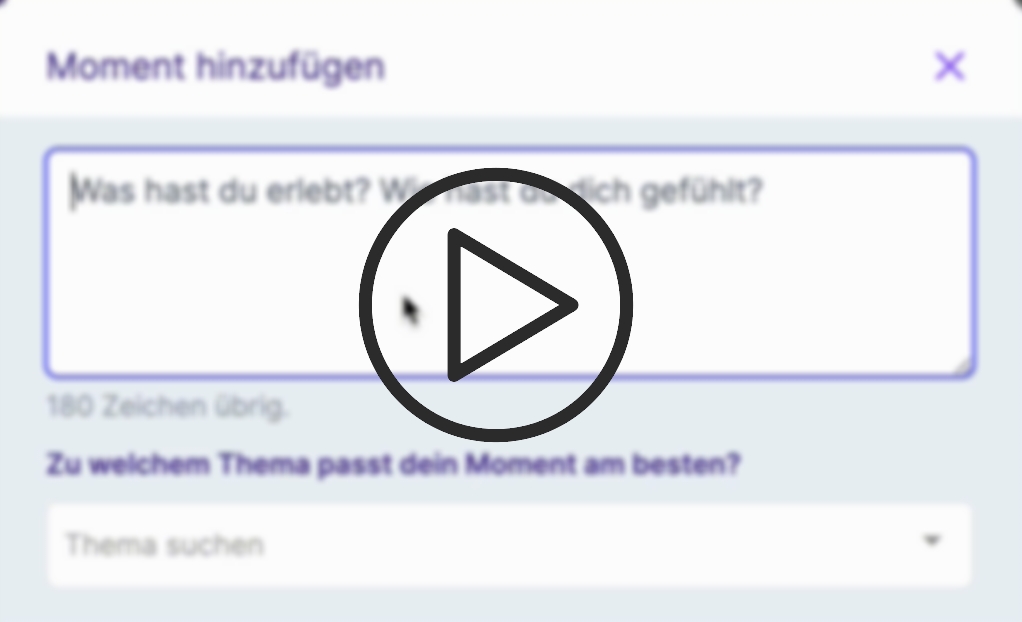 Moment hinzufügen
Was hast du erlebt? Wie hast du dich gefühlt?
180 Zeichen übrig.
Zu welchem Thema passt dein Moment am besten?
Thema suchen